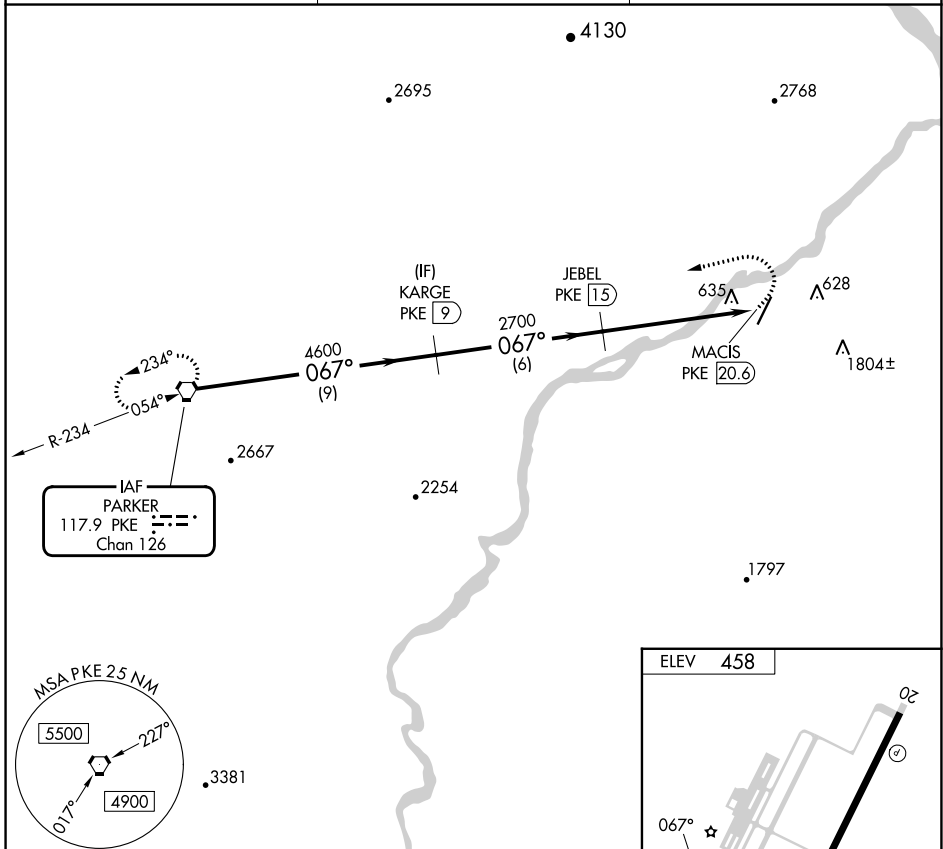 4130
2695
2768
(IF)
KARGE
PKE 9
JEBEL
PKE 15
635
628
4600
067°
(9)
2700
067°
(6)
MACIS
PKE 20.6
1804±
234°
054°
R-234
2667
2254
IAF
PARKER
117.9 PKE
Chan 126
1797
MSA PKE 25 NM
5500
227°
017°
4900
3381
ELEV 458
20
P
067°